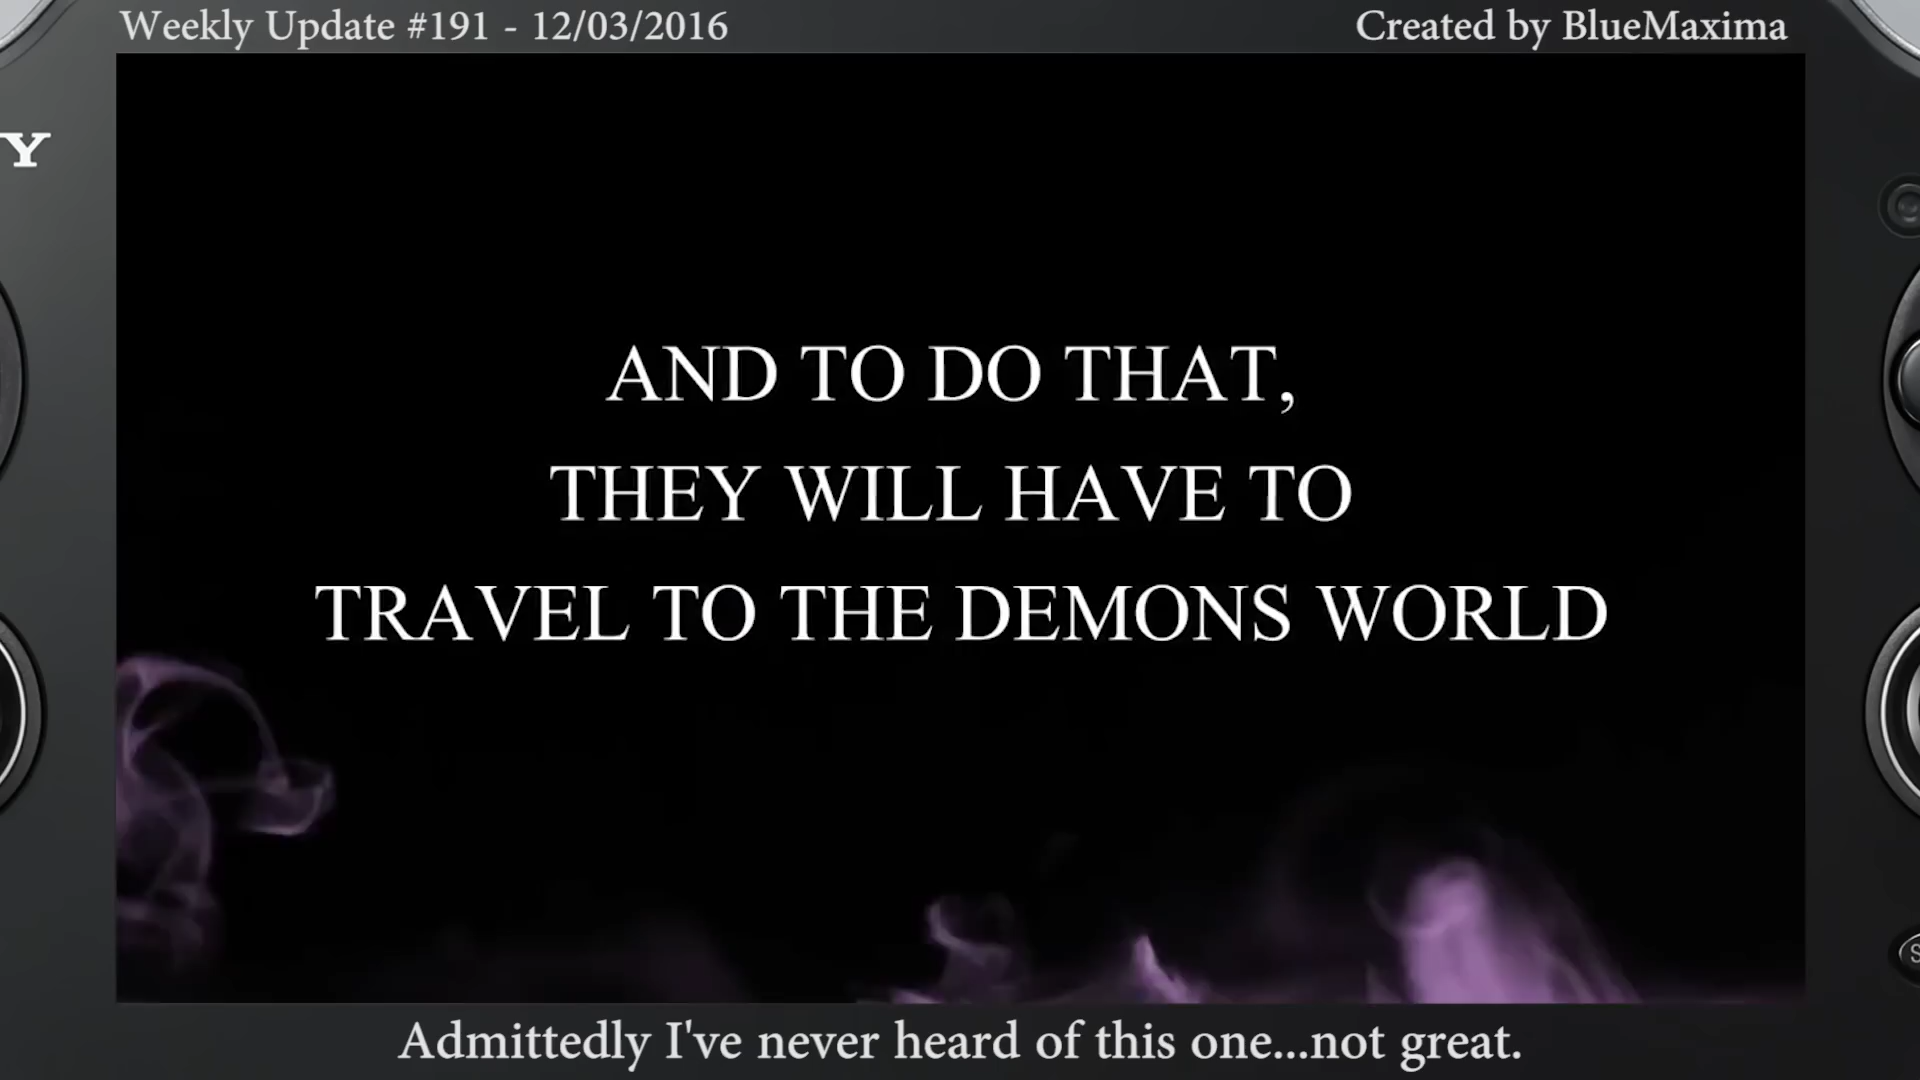 Weekly Update #191 - 12/03/2016
Created by BlueMaxima
Y
AND TO DO THAT,
THEY WILL HAVE TO
TRAVEL TO THE DEMONS WORLD
S
Admittedly I've never heard of this one...not great.